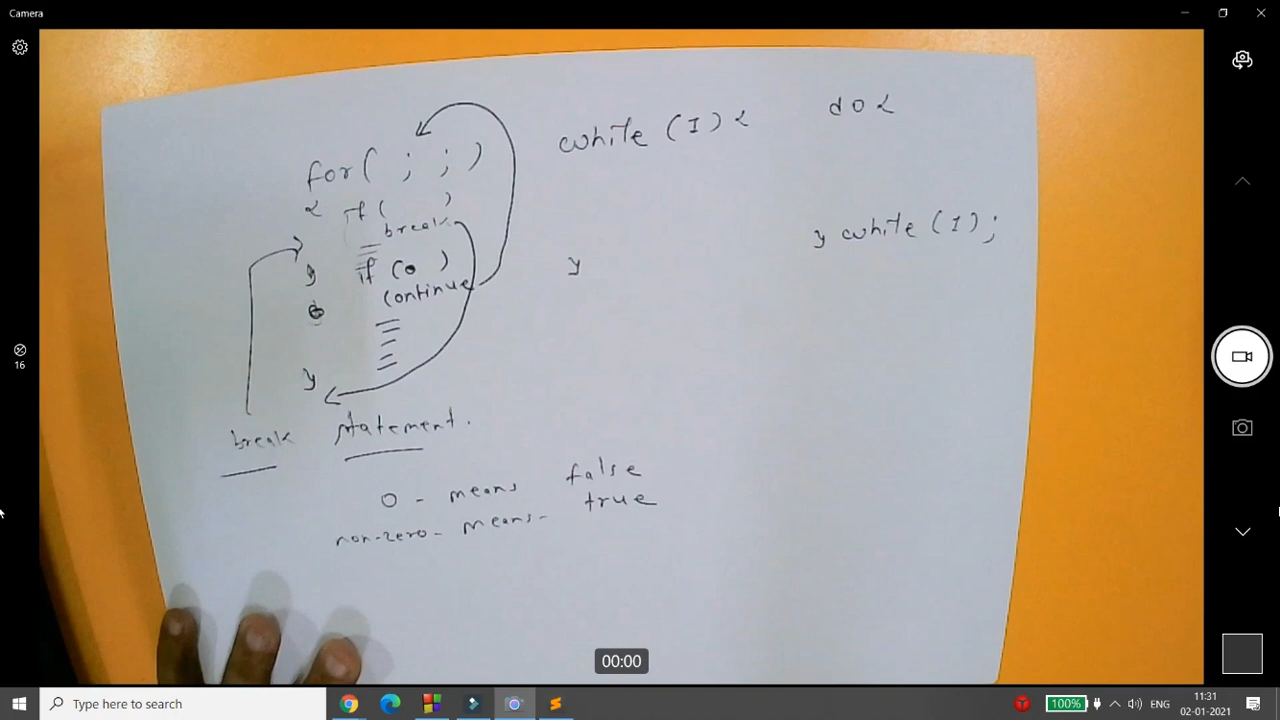 Camera
16
for( ; ; )
{ if( )
break
} if (0 )
continue
}
break statement.
0 - means false
non-zero - means - true
while (1) {
}
do {
} while (1);
00:00
Type here to search
100%
ENG
11:31
02-01-2021